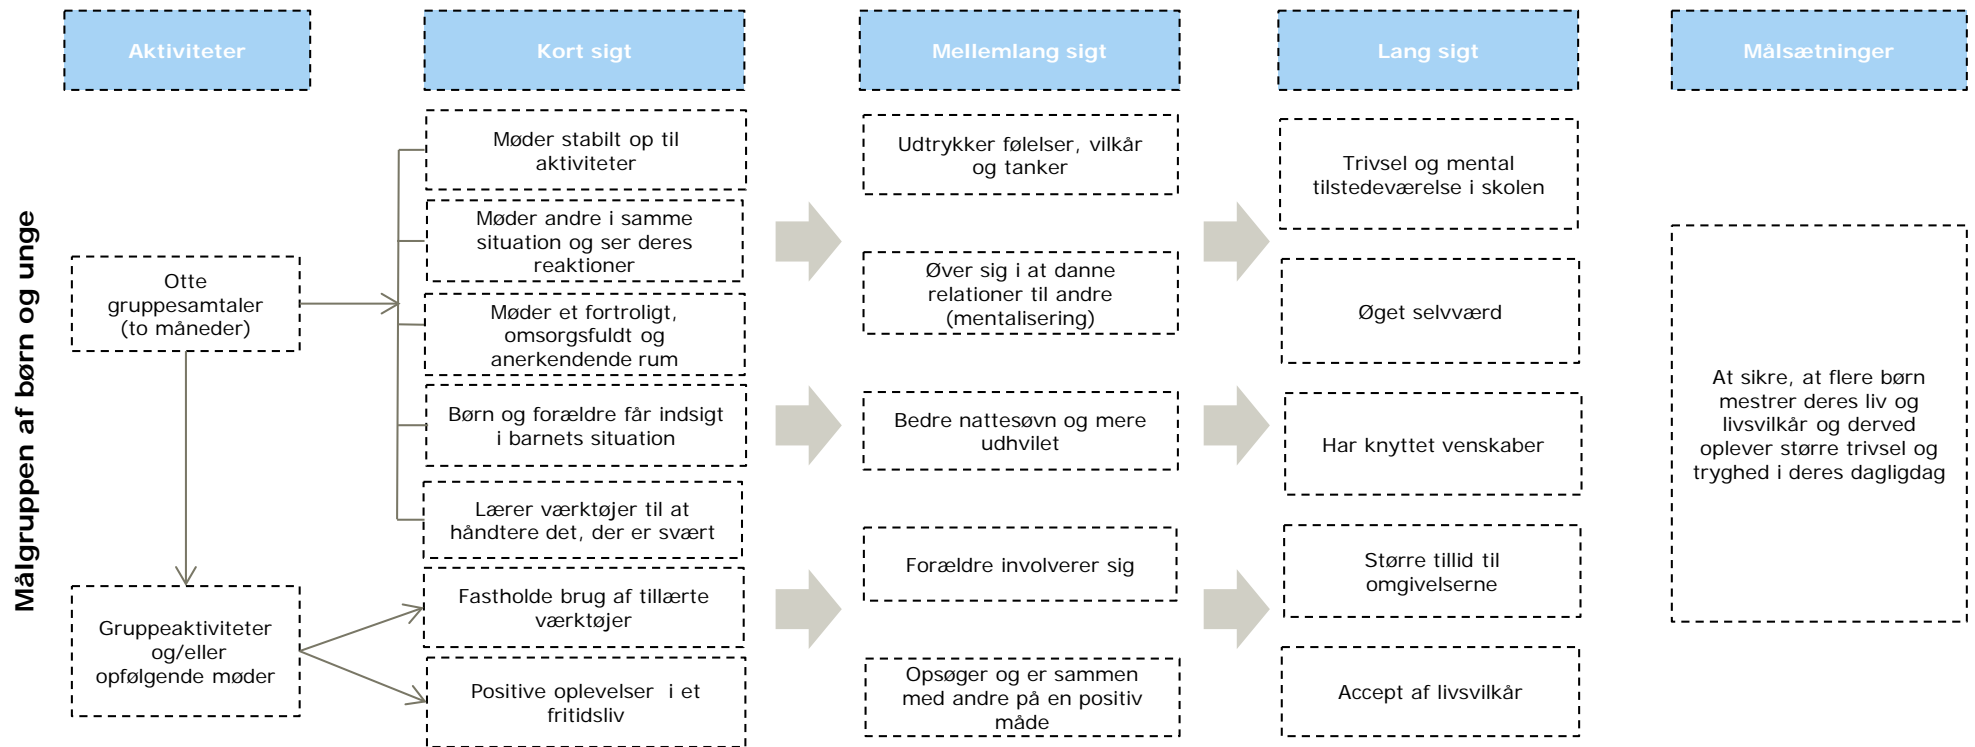 Målgruppen af børn og unge
Aktiviteter
Otte
gruppesamtaler
(to måneder)
Gruppeaktiviteter
og/eller
opfølgende møder
Kort sigt
Møder stabilt op til
aktiviteter
Møder andre i samme
situation og ser deres
reaktioner
Møder et fortroligt,
omsorgsfuldt og
anerkendende rum
Børn og forældre får indsigt
i barnets situation
Lærer værktøjer til at
håndtere det, der er svært
Fastholde brug af tillærte
værktøjer
Positive oplevelser i et
fritidsliv
Mellemlang sigt
Udtrykker følelser, vilkår
og tanker
Øver sig i at danne
relationer til andre
(mentalisering)
Bedre nattesøvn og mere
udhvilet
Forældre involverer sig
Opsøger og er sammen
med andre på en positiv
måde
Lang sigt
Trivsel og mental
tilstedeværelse i skolen
Øget selvværd
Har knyttet venskaber
Større tillid til
omgivelserne
Accept af livsvilkår
Målsætninger
At sikre, at flere børn
mestrer deres liv og
livsvilkår og derved
oplever større trivsel og
tryghed i deres dagligdag